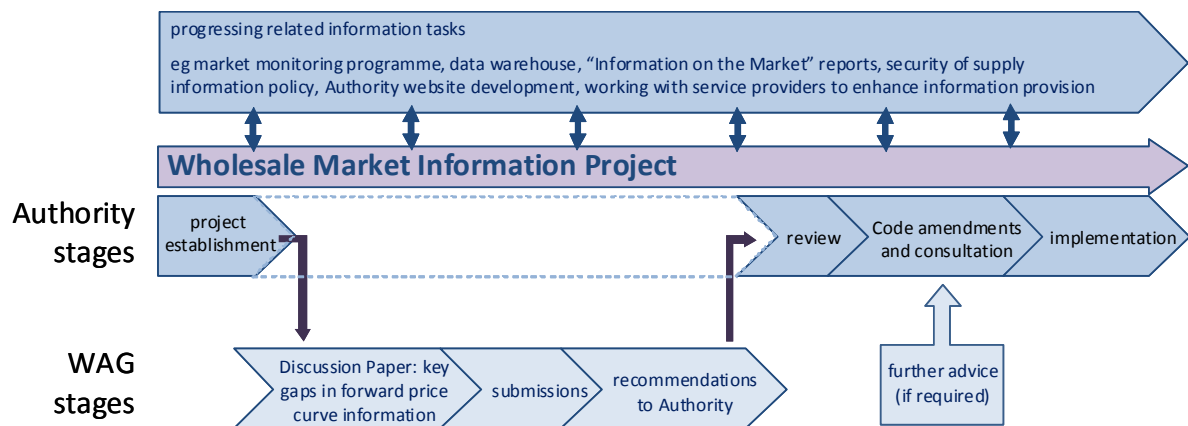 progressing related information tasks
eg market monitoring programme, data warehouse, “Information on the Market” reports, security of supply
information policy, Authority website development, working with service providers to enhance information provision
Wholesale Market Information Project
Authority
stages
project
establishment
review
Code amendments
and consultation
implementation
WAG
stages
Discussion Paper: key
gaps in forward price
curve information
submissions
recommendations
to Authority
further advice
(if required)